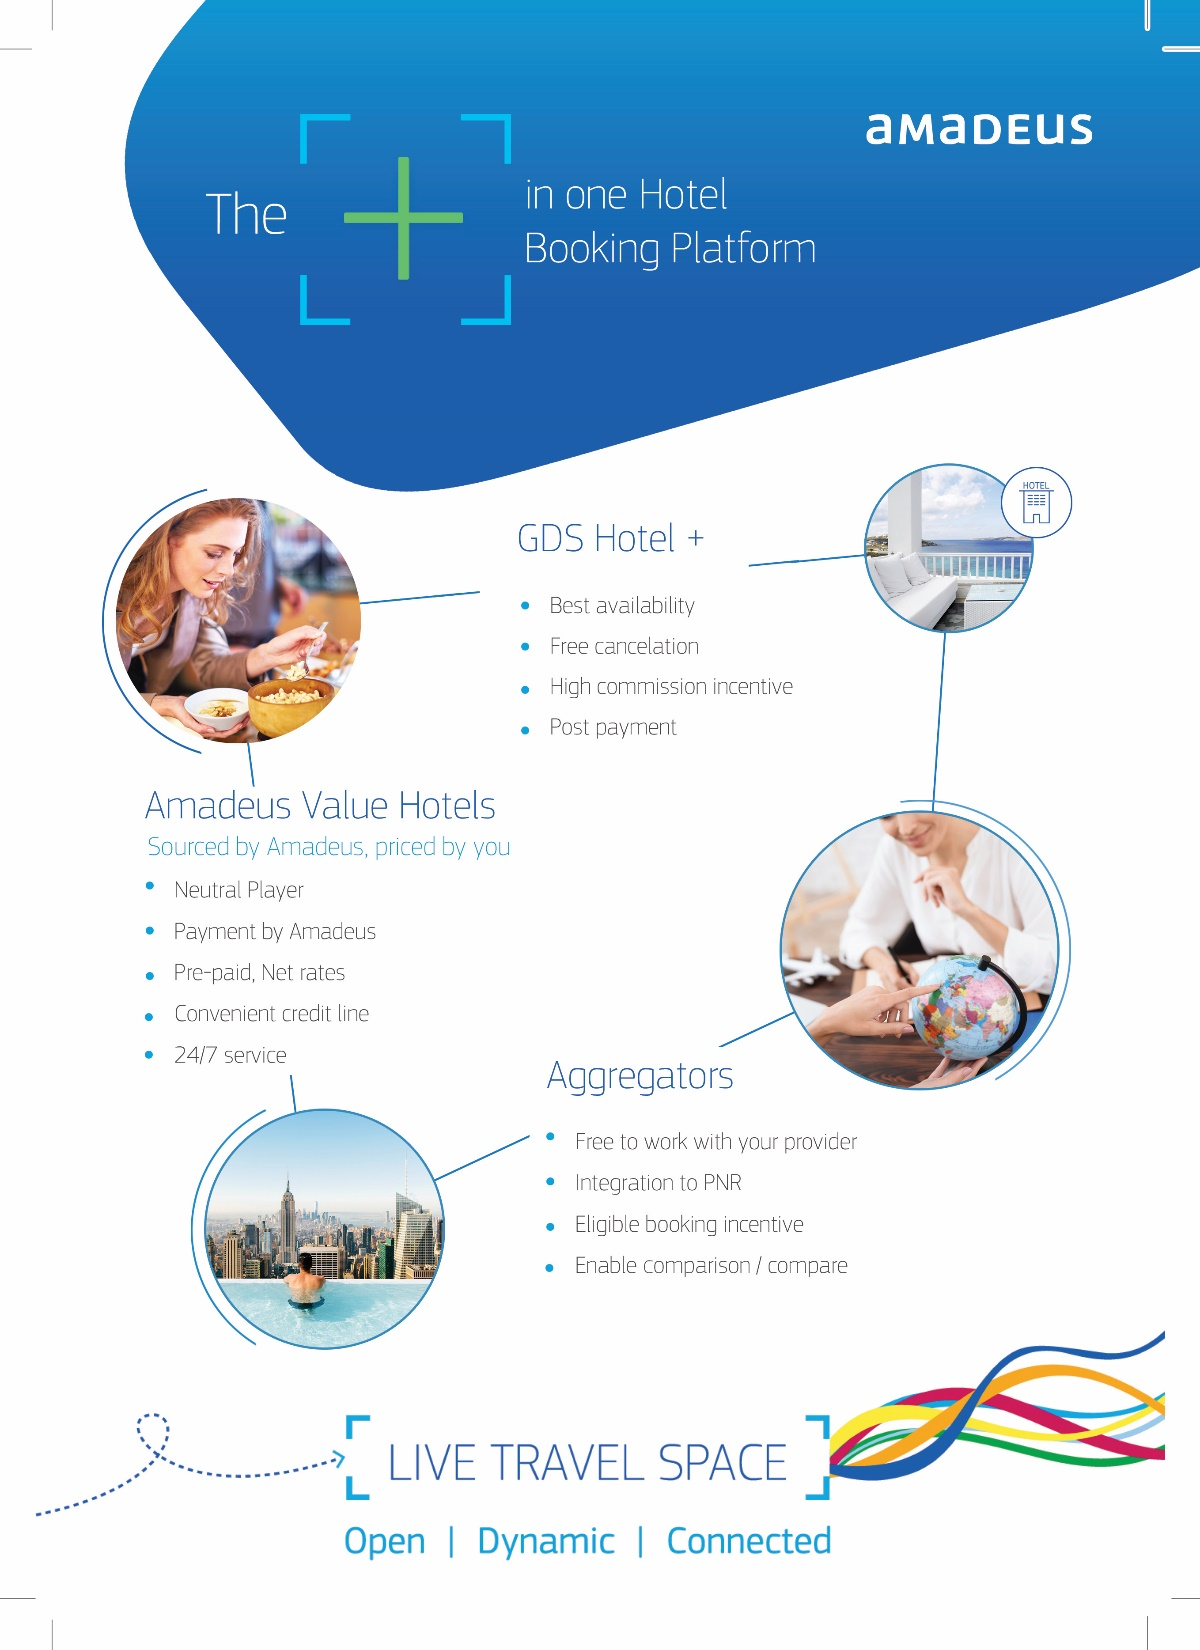 aMaDEUS
The + in one Hotel
Booking Platform
HOTEL
GDS Hotel +
Best availability
Free cancelation
High commission incentive
Post payment
Amadeus Value Hotels
Sourced by Amadeus, priced by you
Neutral Player
Payment by Amadeus
Pre-paid, Net rates
Convenient credit line
24/7 service
Aggregators
Free to work with your provider
Integration to PNR
Eligible booking incentive
Enable comparison / compare
LIVE TRAVEL SPACE
Open | Dynamic | Connected